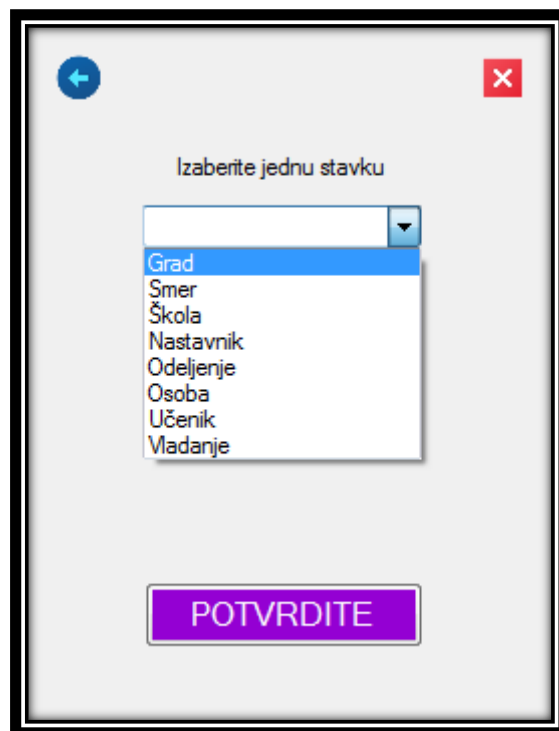 Izaberite jednu stavku
Grad
Smer
Škola
Nastavnik
Odeljenje
Osoba
Učenik
Vladanje
POTVRDITE